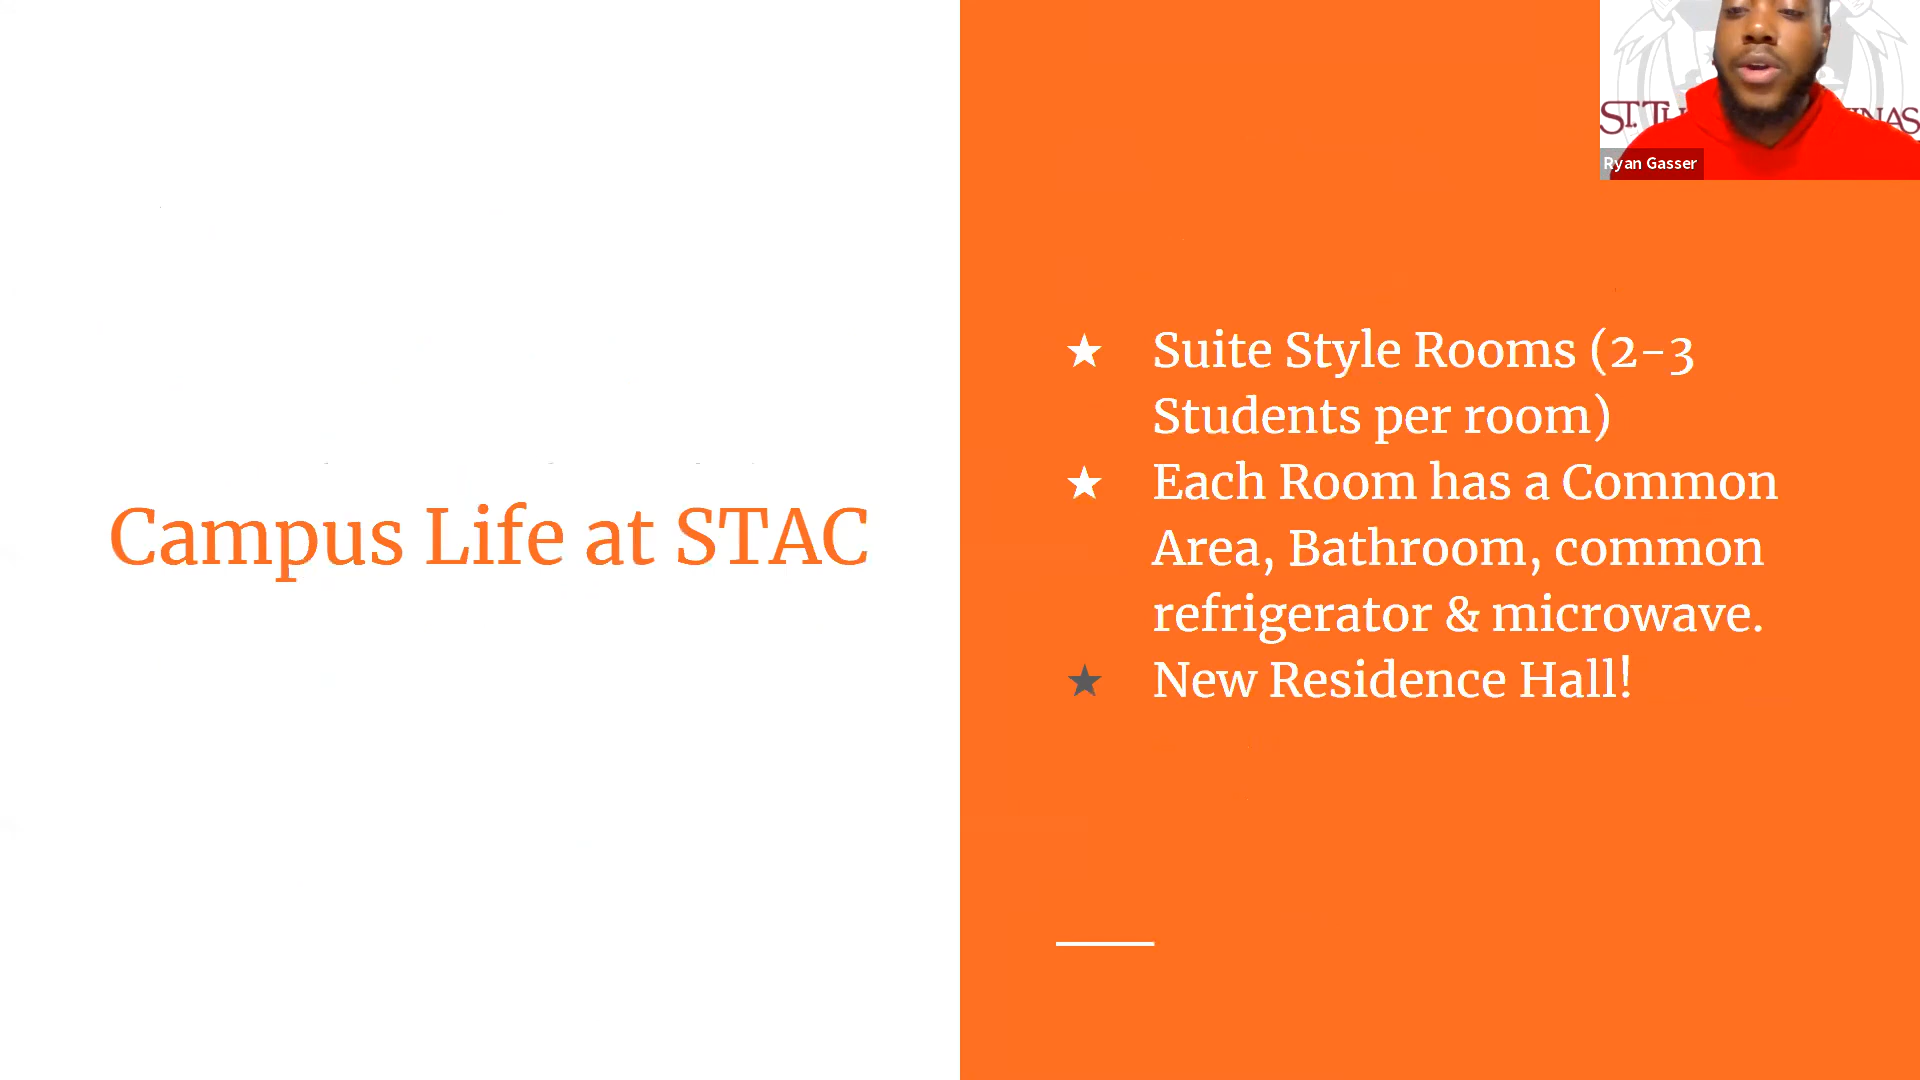 Campus Life at STAC
★ Suite Style Rooms (2-3
Students per room)
★ Each Room has a Common
Area, Bathroom, common
refrigerator & microwave.
★ New Residence Hall!
ST.
Ryan Gasser